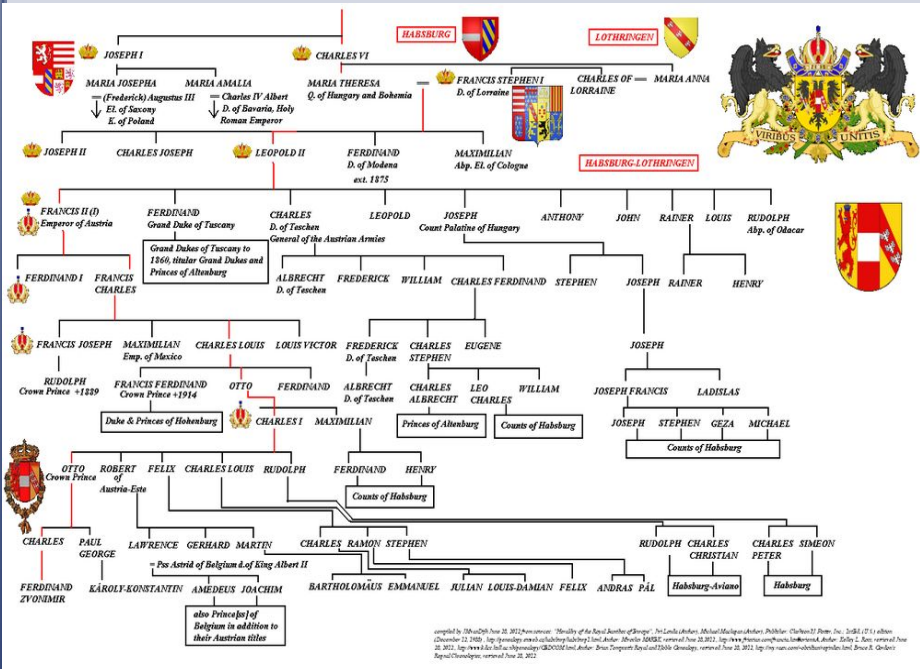 HABSBURG
LOTHRINGEN
JOSEPH I
CHARLES VI
MARIA JOSEPHA
MARIA AMALIA
MARIA THERESA
FRANCIS STEPHEN I
CHARLES OF
MARIA ANNA
= (Frederick) Augustus III
= Charles IV Albert
Q. of Hungary and Bohemia
=
D. of Lorraine
LORRAINE
=
El. of Saxony
D. of Bavaria, Holy
E. of Poland
Roman Emperor
VIRIBUS UNITIS
JOSEPH II
CHARLES JOSEPH
LEOPOLD II
FERDINAND
MAXIMILIAN
D. of Modena
Abp. El. of Cologne
ext. 1875
HABSBURG-LOTHRINGEN
FRANCIS II (I)
FERDINAND
CHARLES
LEOPOLD
JOSEPH
ANTHONY
JOHN
RAINER
LOUIS
RUDOLPH
Emperor of Austria
Grand Duke of Tuscany
D. of Teschen
Count Palatine of Hungary
Abp. of Odacar
General of the Austrian Armies
Grand Dukes of Tuscany to
1860, titular Grand Dukes and
Princes of Altenburg
FERDINAND I
FRANCIS
CHARLES
ALBRECHT
D. of Teschen
FREDERICK
WILLIAM
CHARLES FERDINAND
STEPHEN
JOSEPH
RAINER
HENRY
FRANCIS JOSEPH
MAXIMILIAN
Emp. of Mexico
CHARLES LOUIS
LOUIS VICTOR
FREDERICK
D. of Teschen
CHARLES
STEPHEN
EUGENE
JOSEPH
RUDOLPH
Crown Prince +1889
FRANCIS FERDINAND
Crown Prince +1914
OTTO
FERDINAND
ALBRECHT
D. of Teschen
CHARLES
ALBRECHT
LEO
CHARLES
WILLIAM
JOSEPH FRANCIS
LADISLAS
Duke & Princes of Hohenburg
CHARLES I
MAXIMILIAN
Princes of Altenburg
Counts of Habsburg
JOSEPH
STEPHEN
GEZA
MICHAEL
Counts of Habsburg
OTTO
Crown Prince
ROBERT
of
Austria-Este
FELIX
CHARLES LOUIS
RUDOLPH
FERDINAND
HENRY
Counts of Habsburg
CHARLES
PAUL
GEORGE
LAWRENCE
GERHARD
MARTIN
CHARLES
RAMON
STEPHEN
RUDOLPH
CHARLES
CHRISTIAN
CHARLES
PETER
SIMEON
= Pss Astrid of Belgium d.of King Albert II
FERDINAND
ZVONIMIR
KÁROLY-KONSTANTIN
AMEDEUS
JOACHIM
BARTHOLOMÄUS
EMMANUEL
JULIAN
LOUIS-DAMIAN
FELIX
ANDRAS
PÁL
Habsburg-Aviano
Habsburg
also Prince[ss] of
Belgium in addition to
their Austrian titles